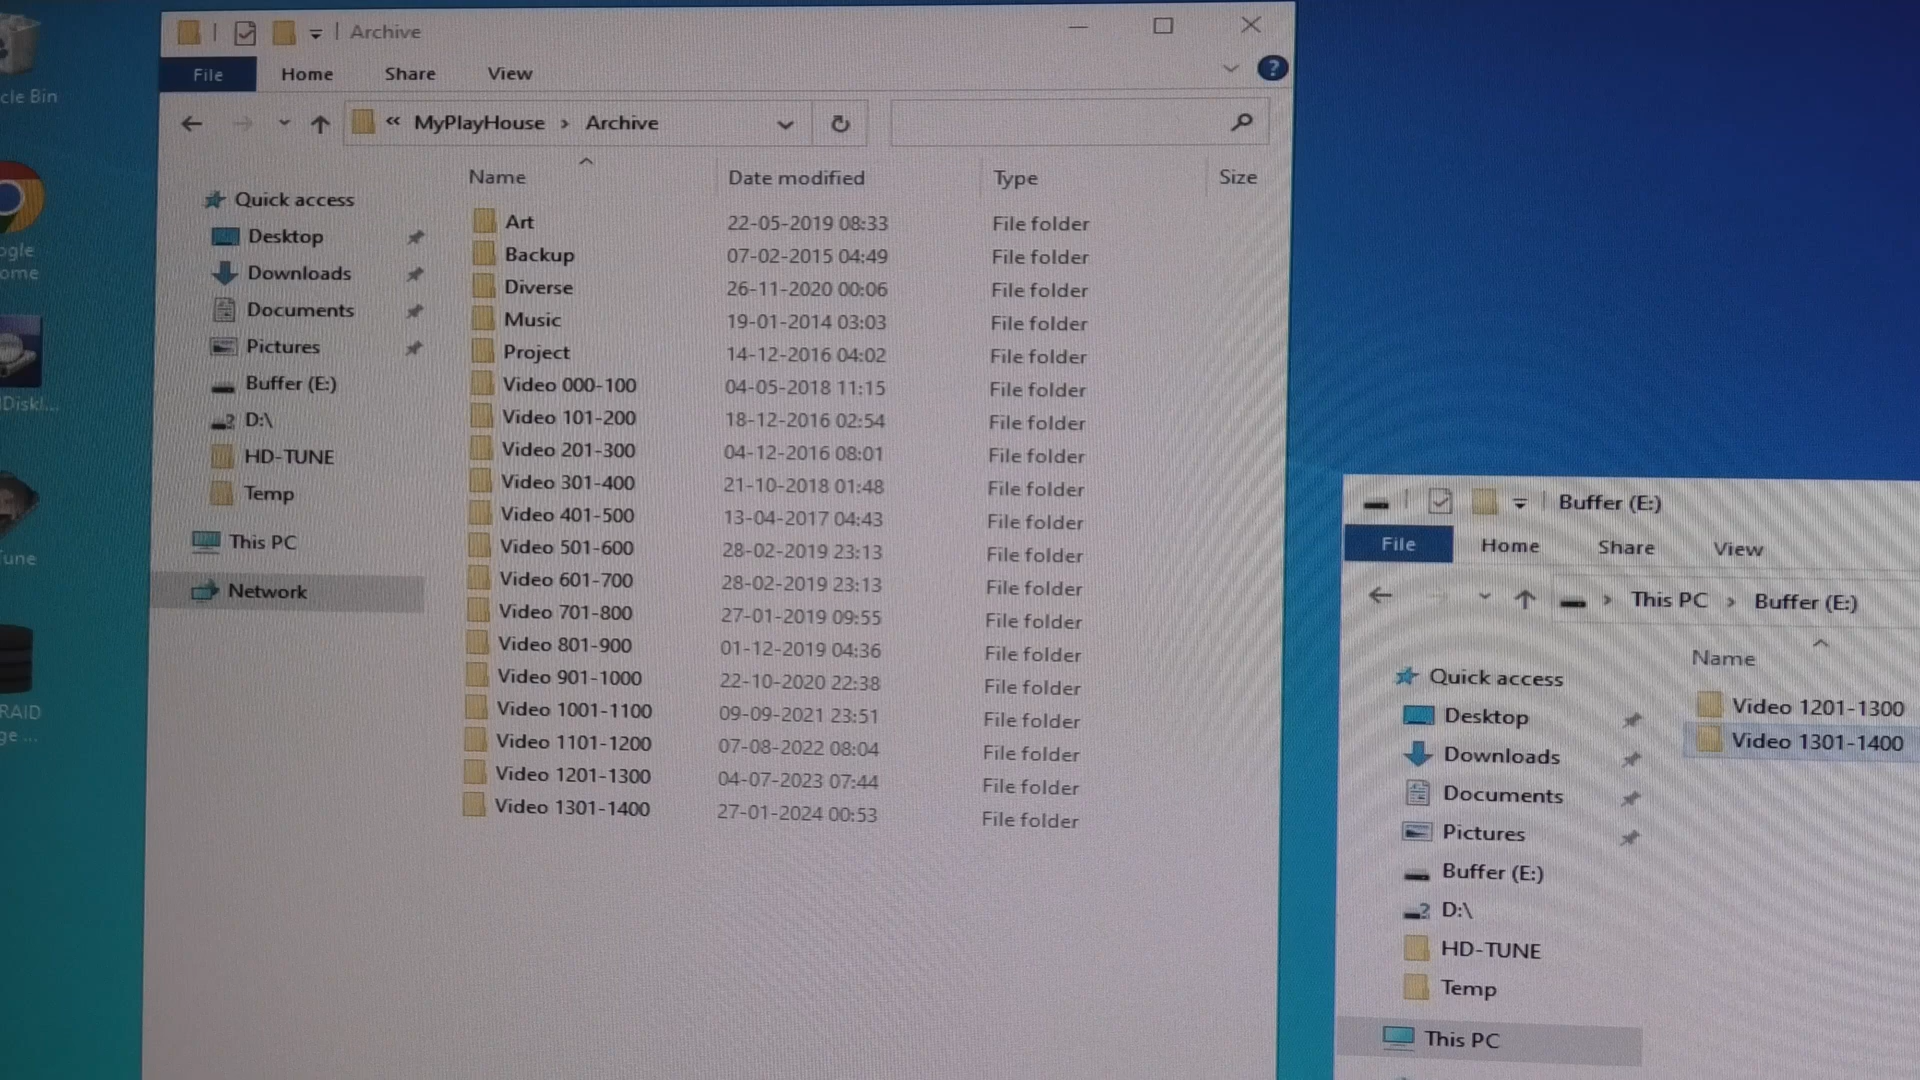 Archive
File Home Share View
« MyPlayHouse > Archive
Name Date modified Type Size
Quick access
Desktop
Downloads
Documents
Pictures
Buffer (E:)
D:\
HD-TUNE
Temp
This PC
Network
Art 22-05-2019 08:33 File folder
Backup 07-02-2015 04:49 File folder
Diverse 26-11-2020 00:06 File folder
Music 19-01-2014 03:03 File folder
Project 14-12-2016 04:02 File folder
Video 000-100 04-05-2018 11:15 File folder
Video 101-200 18-12-2016 02:54 File folder
Video 201-300 04-12-2016 08:01 File folder
Video 301-400 21-10-2018 01:48 File folder
Video 401-500 13-04-2017 04:43 File folder
Video 501-600 28-02-2019 23:13 File folder
Video 601-700 28-02-2019 23:13 File folder
Video 701-800 27-01-2019 09:55 File folder
Video 801-900 01-12-2019 04:36 File folder
Video 901-1000 22-10-2020 22:38 File folder
Video 1001-1100 09-09-2021 23:51 File folder
Video 1101-1200 07-08-2022 08:04 File folder
Video 1201-1300 04-07-2023 07:44 File folder
Video 1301-1400 27-01-2024 00:53 File folder
cle Bin
ogle
ome
Diskl...
une
RAID
ge ...
Buffer (E:)
File Home Share View
> This PC > Buffer (E:)
Name
Quick access
Desktop
Downloads
Documents
Pictures
Buffer (E:)
D:\
HD-TUNE
Temp
This PC
Video 1201-1300
Video 1301-1400